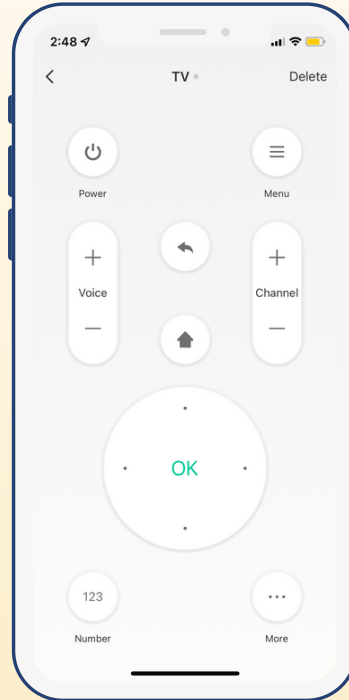 2:48
TV
Delete
Power
Menu
Voice
Channel
OK
123
Number
More